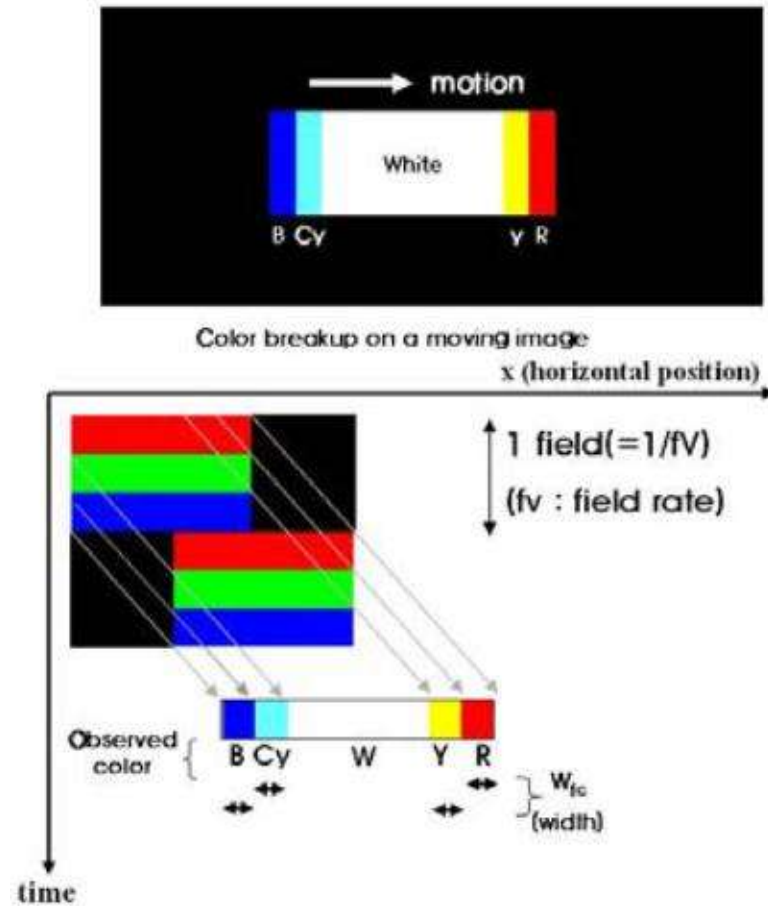 motion
White
B Cy Y R
Color breakup on a moving image
x (horizontal position)
1 field(=1/fV)
(fv : field rate)
Observed
color
B Cy W Y R
Wfc
(width)
time